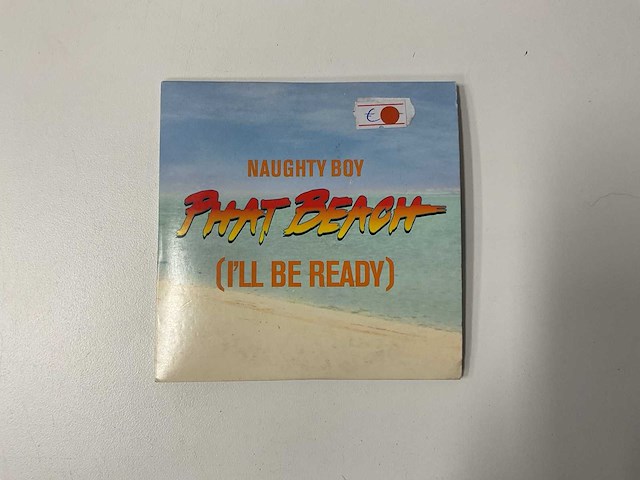 €
NAUGHTY BOY
PHAT BEACH
(I'LL BE READY)